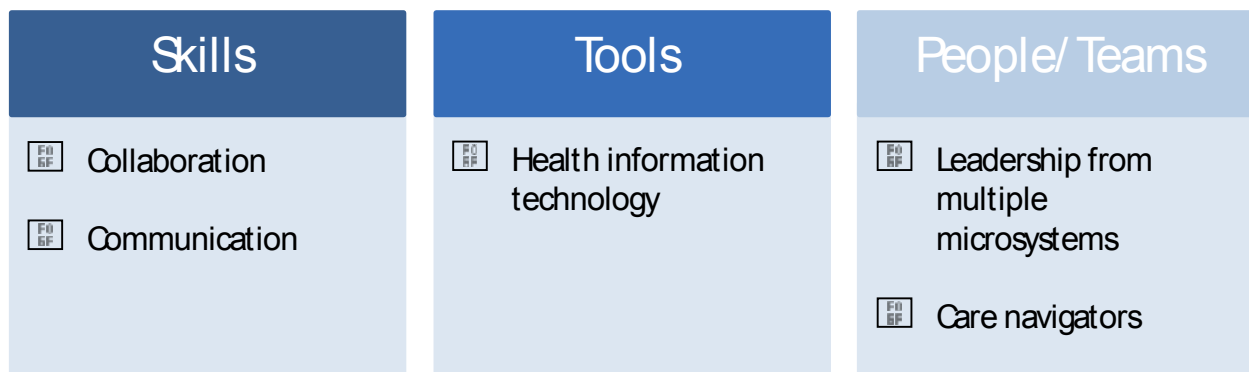 Skills
Collaboration
Communication
Tools
Health information
technology
People/ Teams
Leadership from
multiple
microsystems
Care navigators